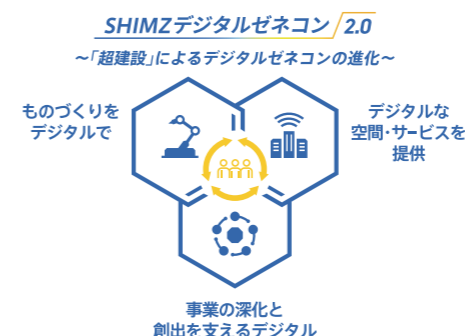 SHIMZデジタルゼネコン 2.0
～「超建設」によるデジタルゼネコンの進化～
ものづくりを
デジタルで
デジタルな
空間・サービスを
提供
事業の深化と
創出を支えるデジタル